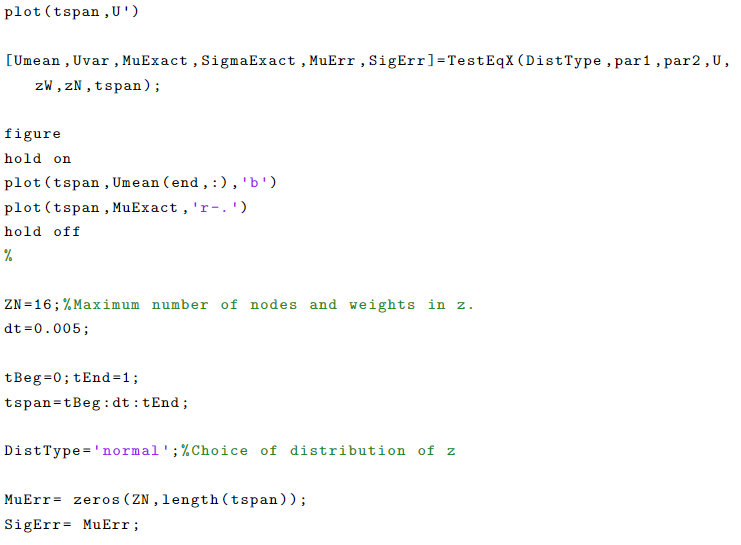 plot(tspan,U')
[Umean,Uvar,MuExact,SigmaExact,MuErr,SigErr]=TestEqX(DistType,par1,par2,U,
zW,zN,tspan);
figure
hold on
plot(tspan,Umean(end,:),'b')
plot(tspan,MuExact,'r-.')
hold off
%
ZN=16;%Maximum number of nodes and weights in z.
dt=0.005;
tBeg=0;tEnd=1;
tspan=tBeg:dt:tEnd;
DistType='normal';%Choice of distribution of z
MuErr= zeros(ZN,length(tspan));
SigErr= MuErr;